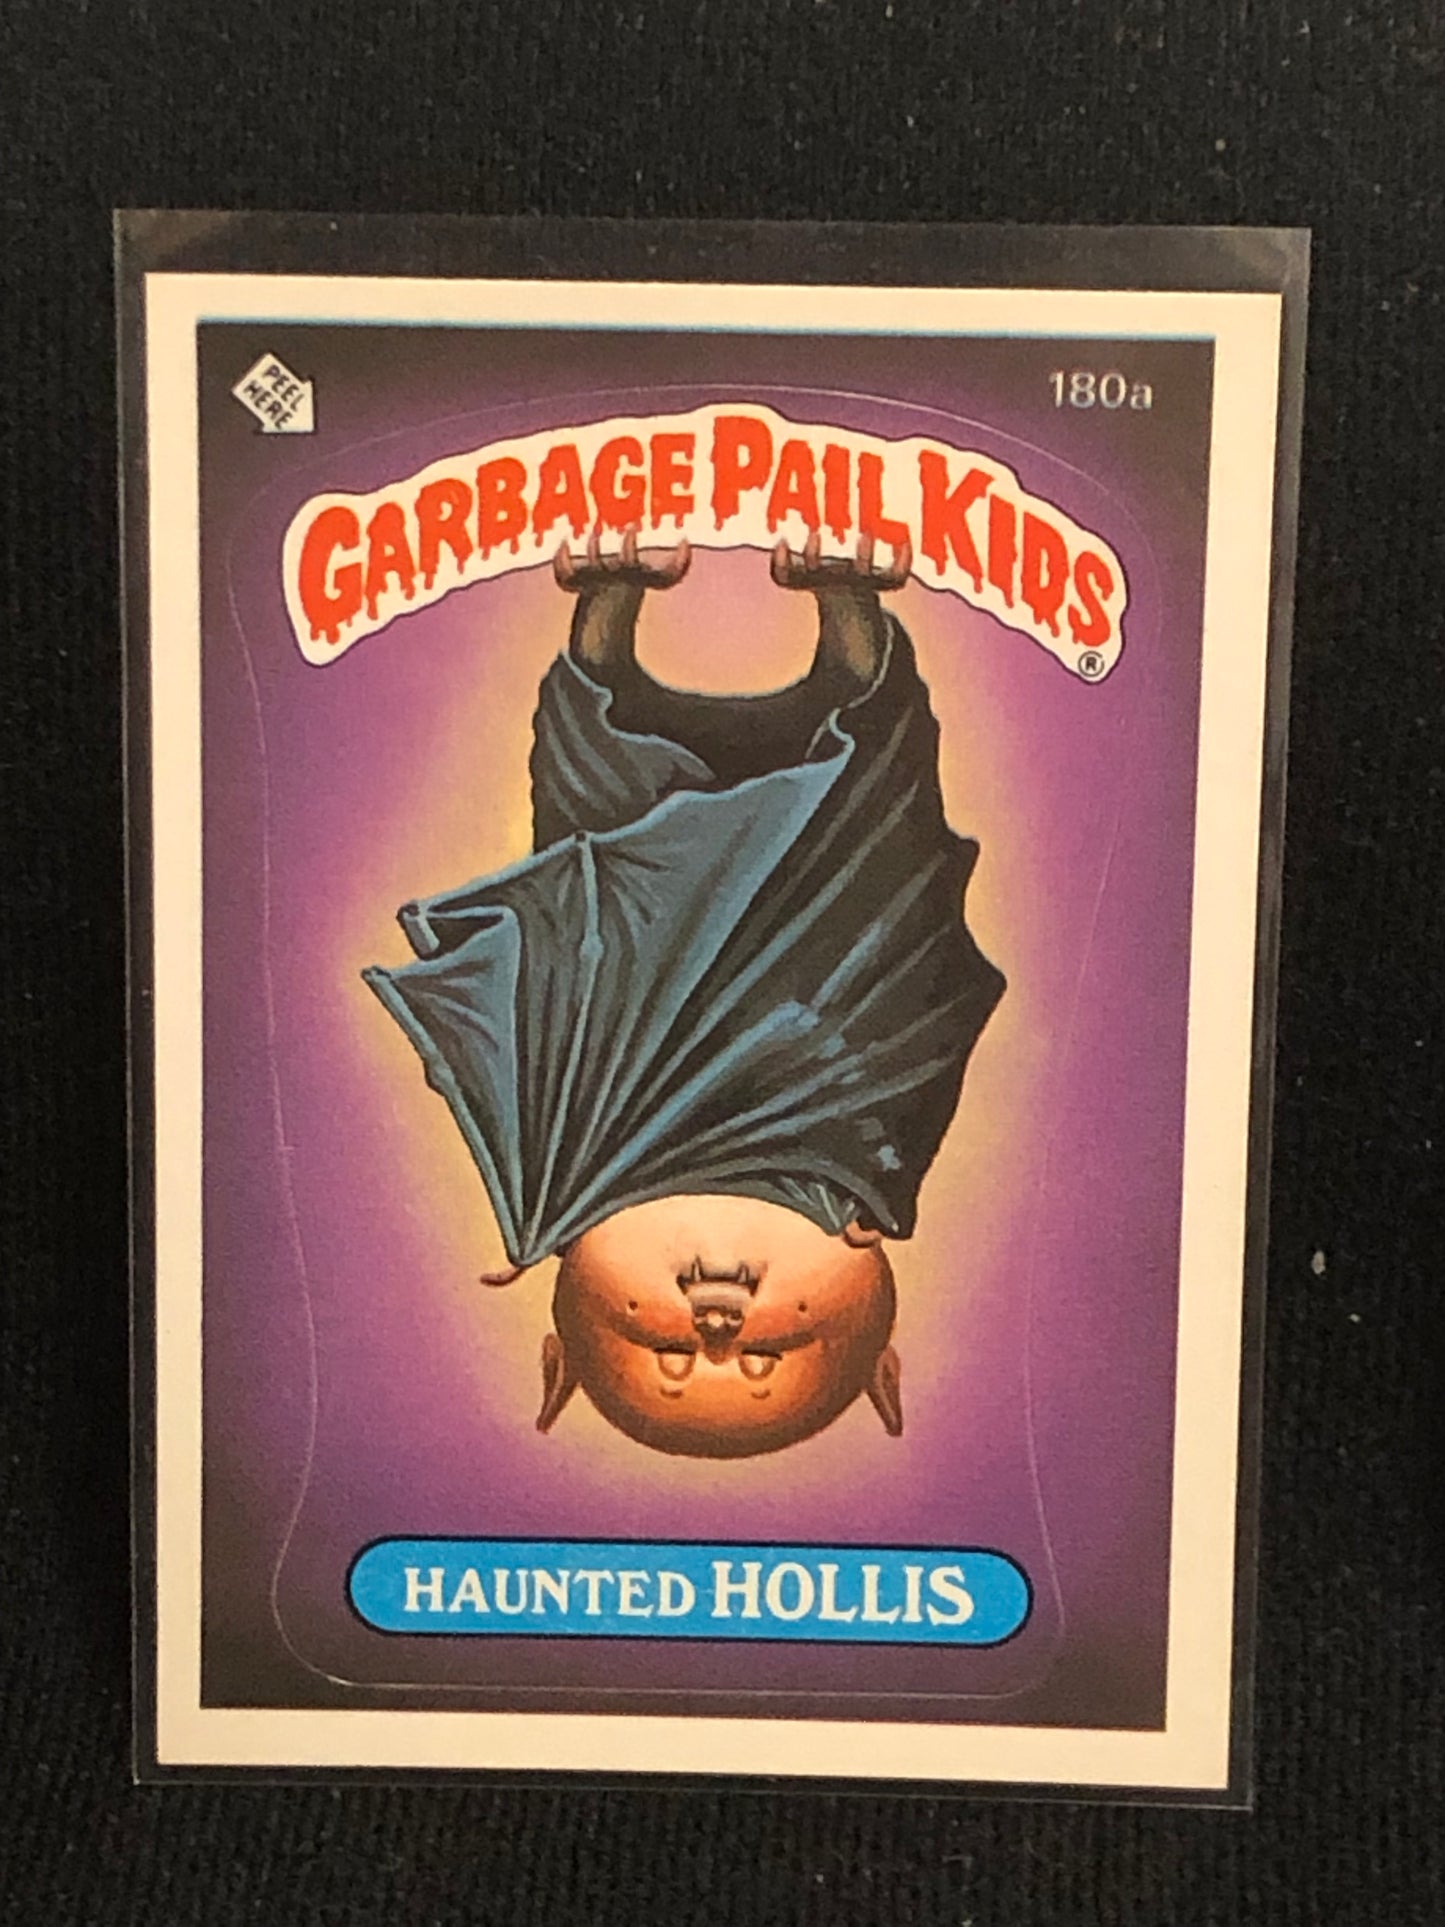 PEEL
HERE
180a
GARBAGE PAIL KIDS
®
HAUNTED HOLLIS